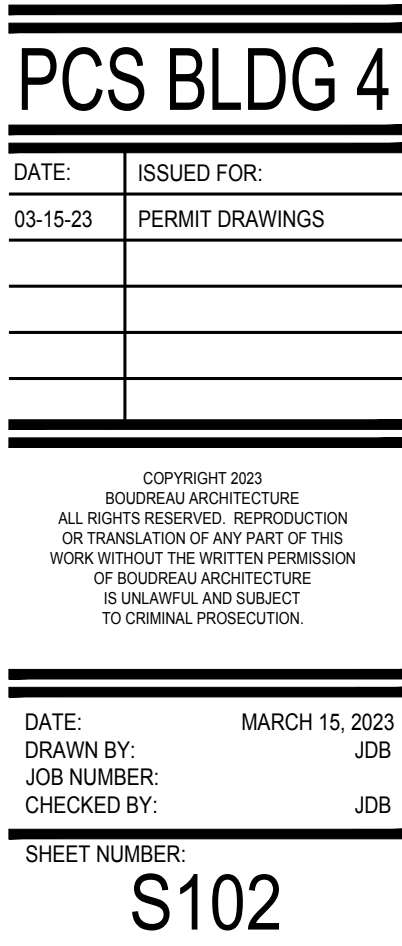 PCS BLDG 4
DATE: ISSUED FOR:
03-15-23 PERMIT DRAWINGS
COPYRIGHT 2023
BOUDREAU ARCHITECTURE
ALL RIGHTS RESERVED. REPRODUCTION
OR TRANSLATION OF ANY PART OF THIS
WORK WITHOUT THE WRITTEN PERMISSION
OF BOUDREAU ARCHITECTURE
IS UNLAWFUL AND SUBJECT
TO CRIMINAL PROSECUTION.
DATE: MARCH 15, 2023
DRAWN BY: JDB
JOB NUMBER:
CHECKED BY: JDB
SHEET NUMBER:
S102